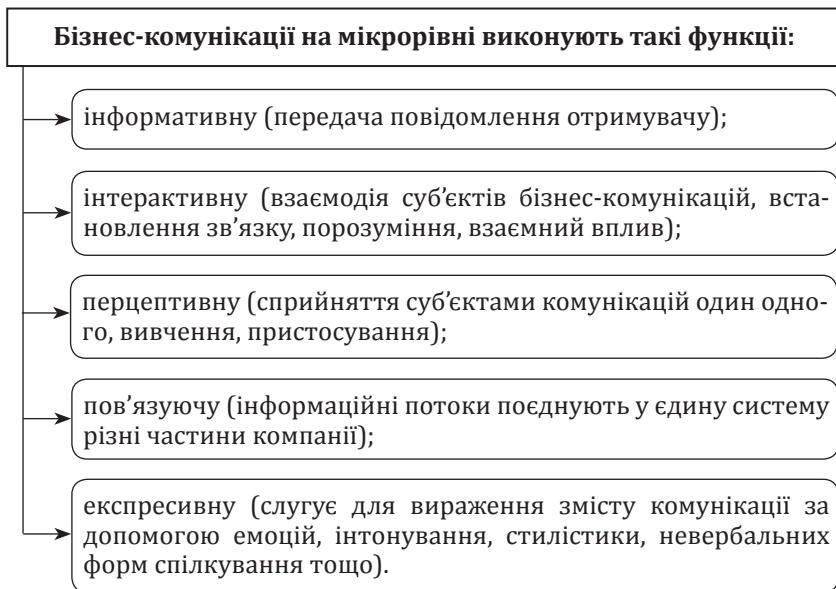 Бізнес-комунікації на мікрорівні виконують такі функції:
інформативну (передача повідомлення отримувачу);
інтерактивну (взаємодія суб’єктів бізнес-комунікацій, вста-
новлення зв’язку, порозуміння, взаємний вплив);
перцептивну (сприйняття суб’єктами комунікацій один одно-
го, вивчення, пристосування);
пов’язуючу (інформаційні потоки поєднують у єдину систему
різні частини компанії);
експресивну (слугує для вираження змісту комунікації за
допомогою емоцій, інтонування, стилістики, невербальних
форм спілкування тощо).